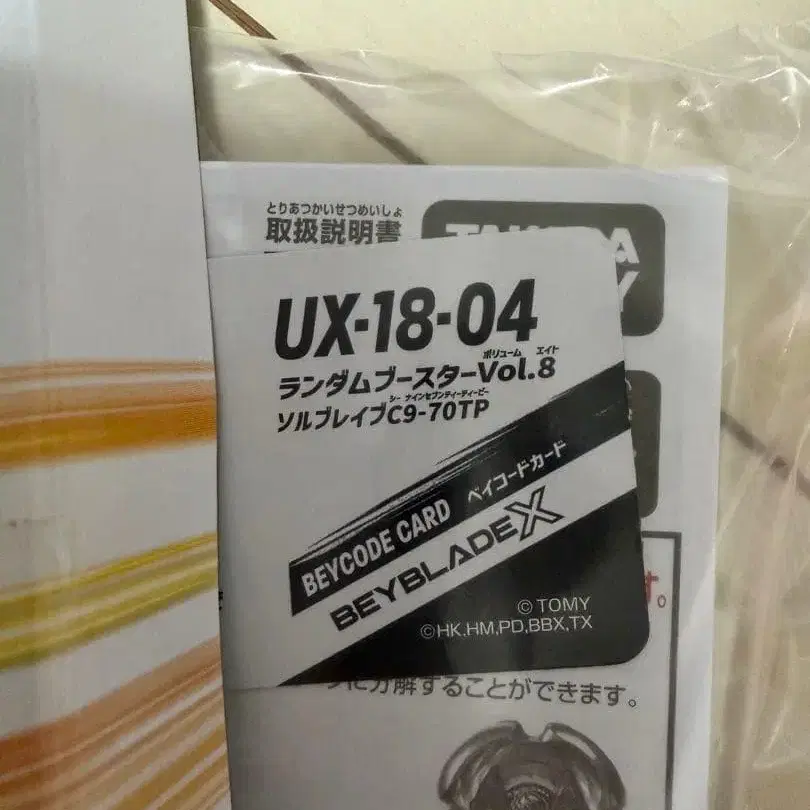 とりあつかいせつめいしょ
取扱説明書
UX-18-04
ボリューム エイト
ランダムブースターVol.8
シー ナインセブンティーティーピー
ソルブレイブC9-70TP
BEYCODE CARD ベイコードカード
BEYBLADE X
© TOMY
©HK,HM,PD,BBX,TX
す。
に分解することができます。